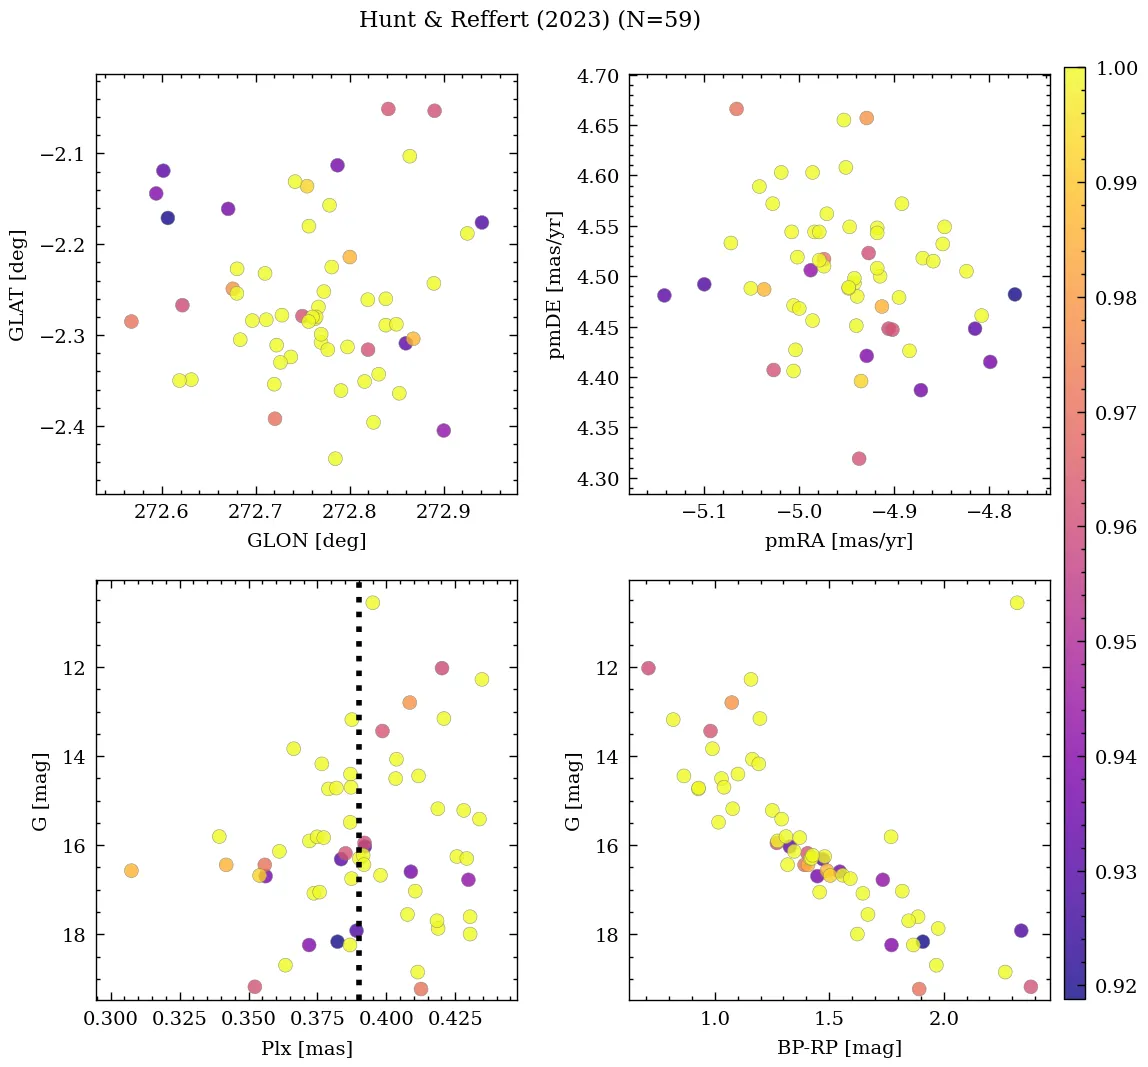 Hunt & Reffert (2023) (N=59)
GLAT [deg]
−2.1
−2.2
−2.3
−2.4
272.6 272.7 272.8 272.9
GLON [deg]
pmDE [mas/yr]
4.70
4.65
4.60
4.55
4.50
4.45
4.40
4.35
4.30
−5.1 −5.0 −4.9 −4.8
pmRA [mas/yr]
G [mag]
12
14
16
18
0.300 0.325 0.350 0.375 0.400 0.425
Plx [mas]
G [mag]
12
14
16
18
1.0 1.5 2.0
BP-RP [mag]
1.00
0.99
0.98
0.97
0.96
0.95
0.94
0.93
0.92